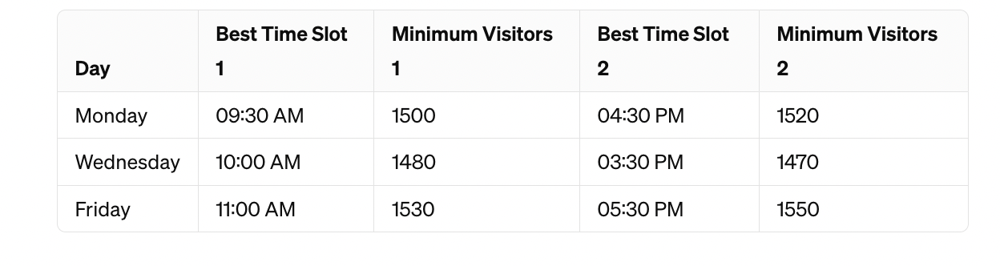 Day Best Time Slot 1 Minimum Visitors 1 Best Time Slot 2 Minimum Visitors 2
Monday 09:30 AM 1500 04:30 PM 1520
Wednesday 10:00 AM 1480 03:30 PM 1470
Friday 11:00 AM 1530 05:30 PM 1550